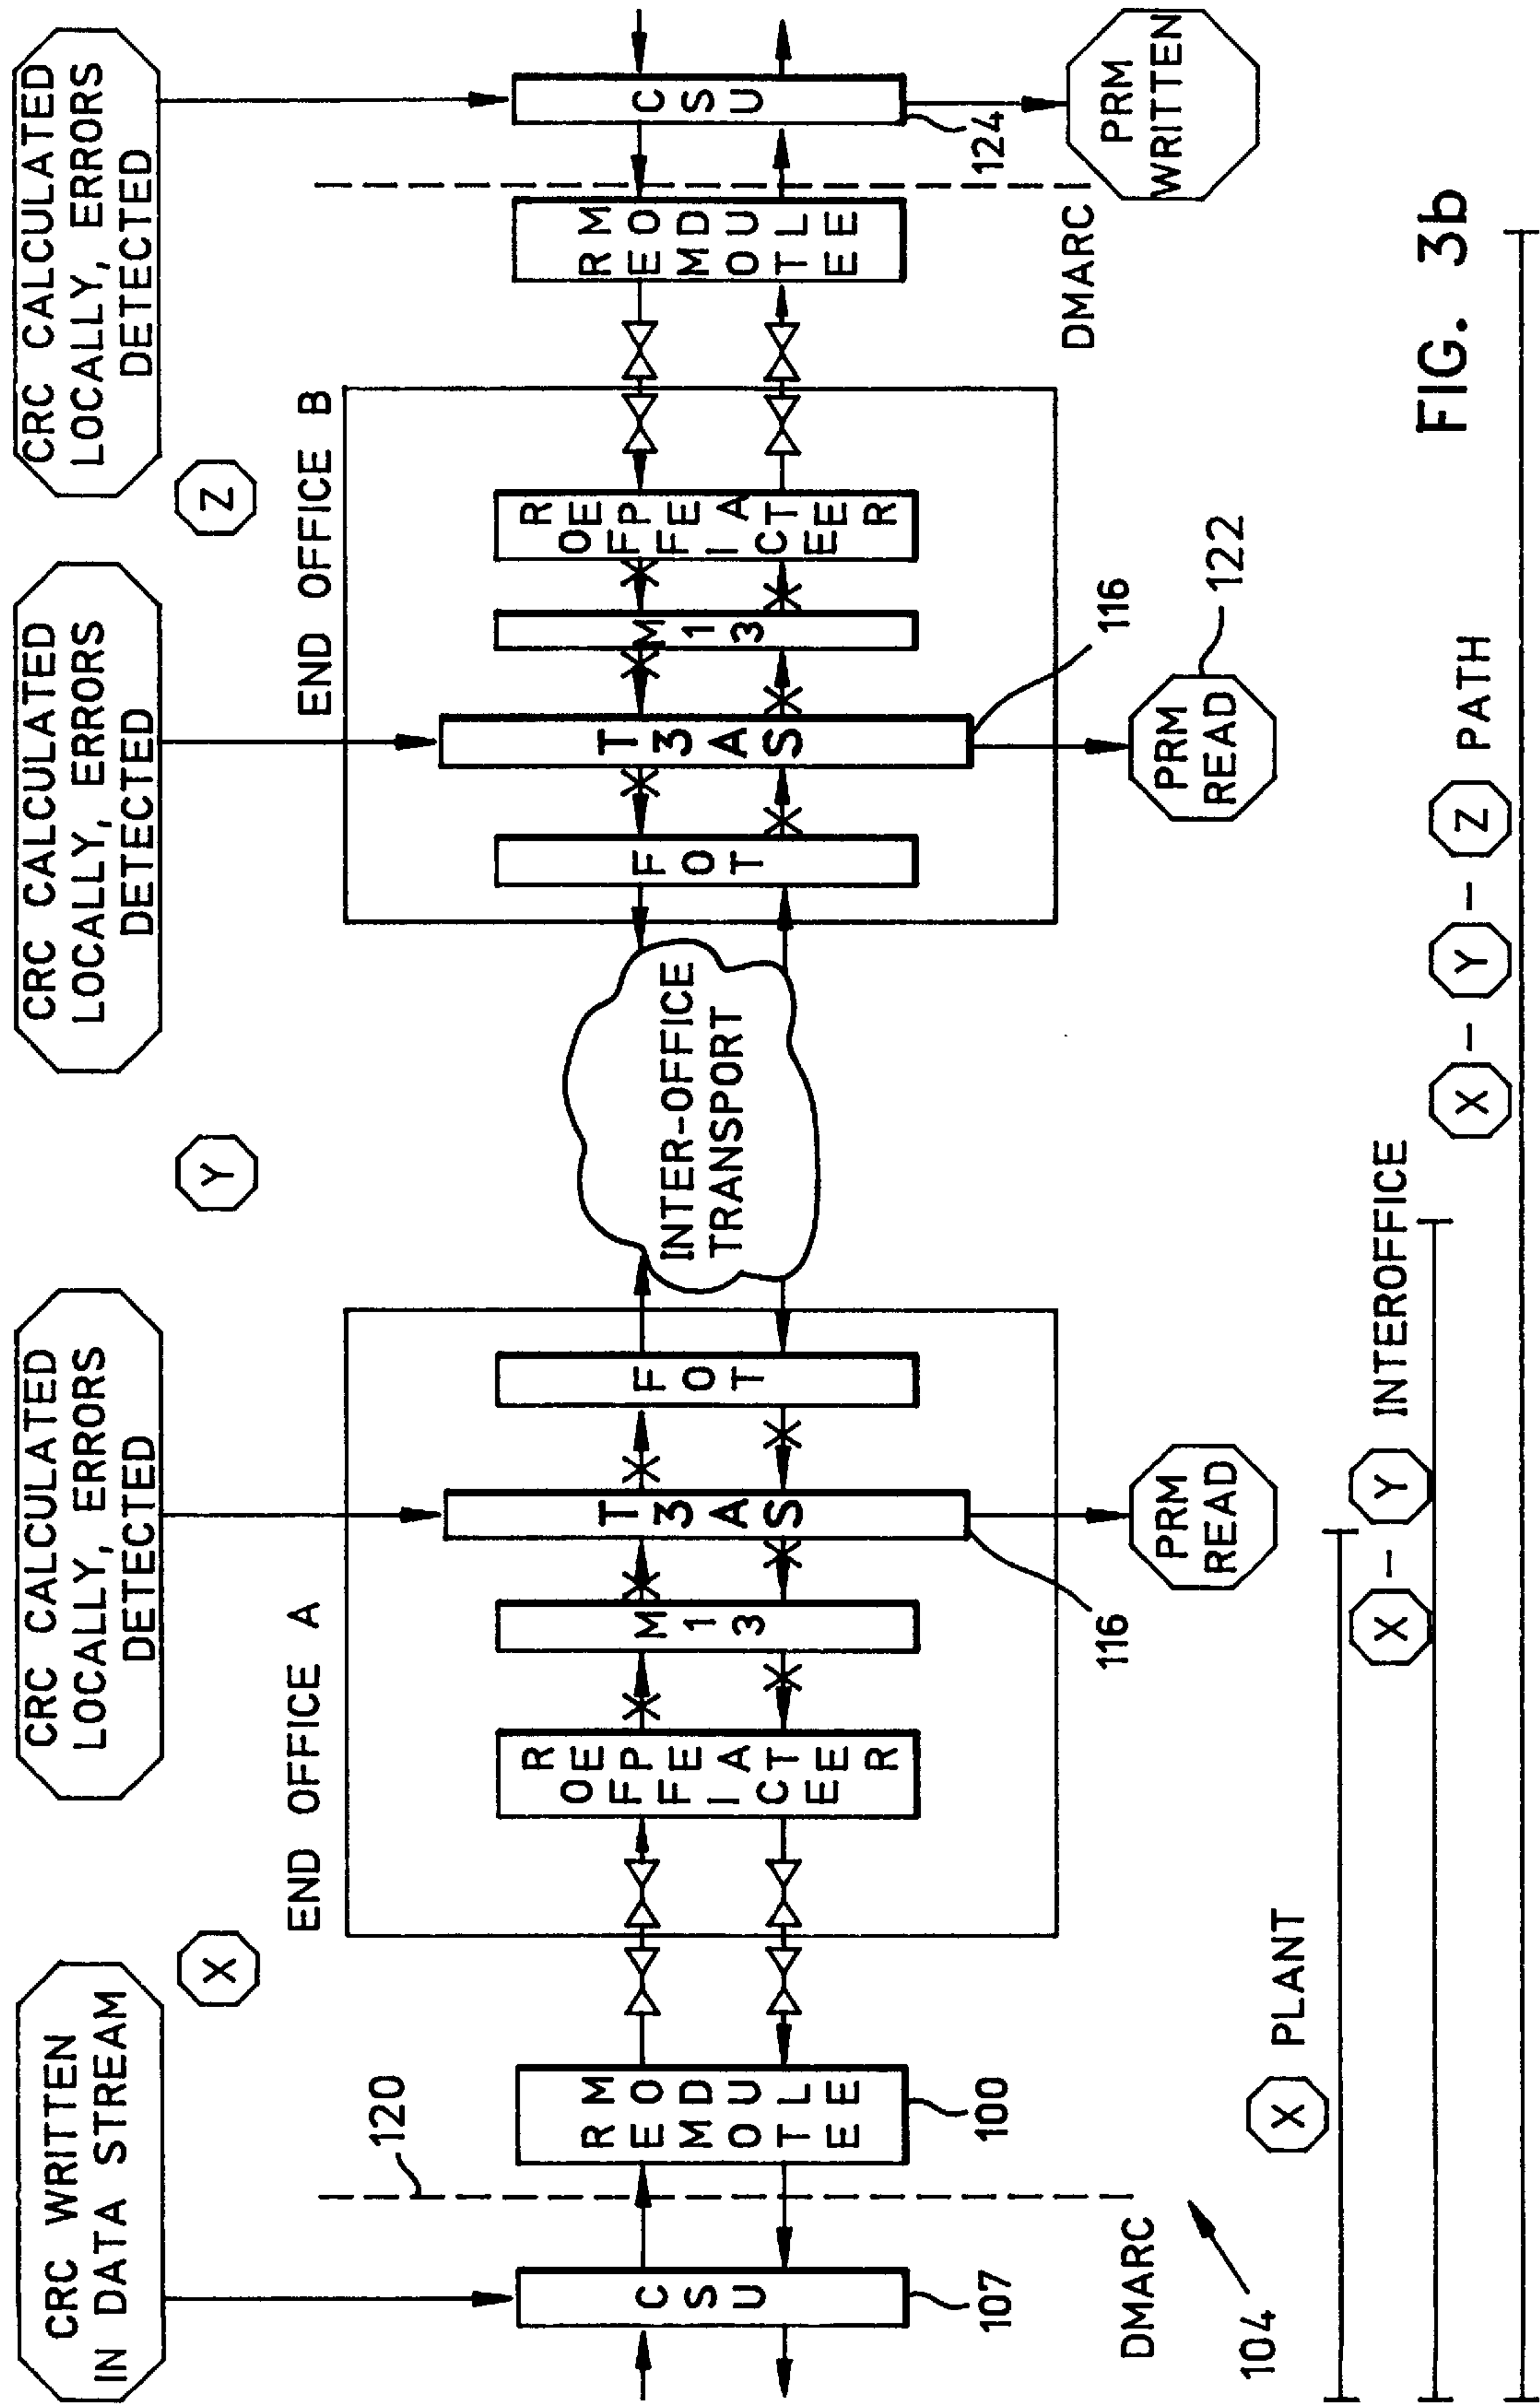 CRC WRITTEN
IN DATA STREAM
CRC CALCULATED
LOCALLY, ERRORS
DETECTED
CRC CALCULATED
LOCALLY, ERRORS
DETECTED
CRC CALCULATED
LOCALLY, ERRORS
DETECTED
X
Y
Z
END OFFICE A
END OFFICE B
120
CSU
REMOTE
MODULE
OFFICE
REPEATER
M13
T3AS
FOT
INTER-OFFICE
TRANSPORT
FOT
T3AS
M13
OFFICE
REPEATER
REMOTE
MODULE
CSU
107
100
116
116
124
DMARC
DMARC
104
PRM
READ
PRM
READ
122
PRM
WRITTEN
X PLANT
X - Y INTEROFFICE
X - Y - Z PATH
FIG. 3b